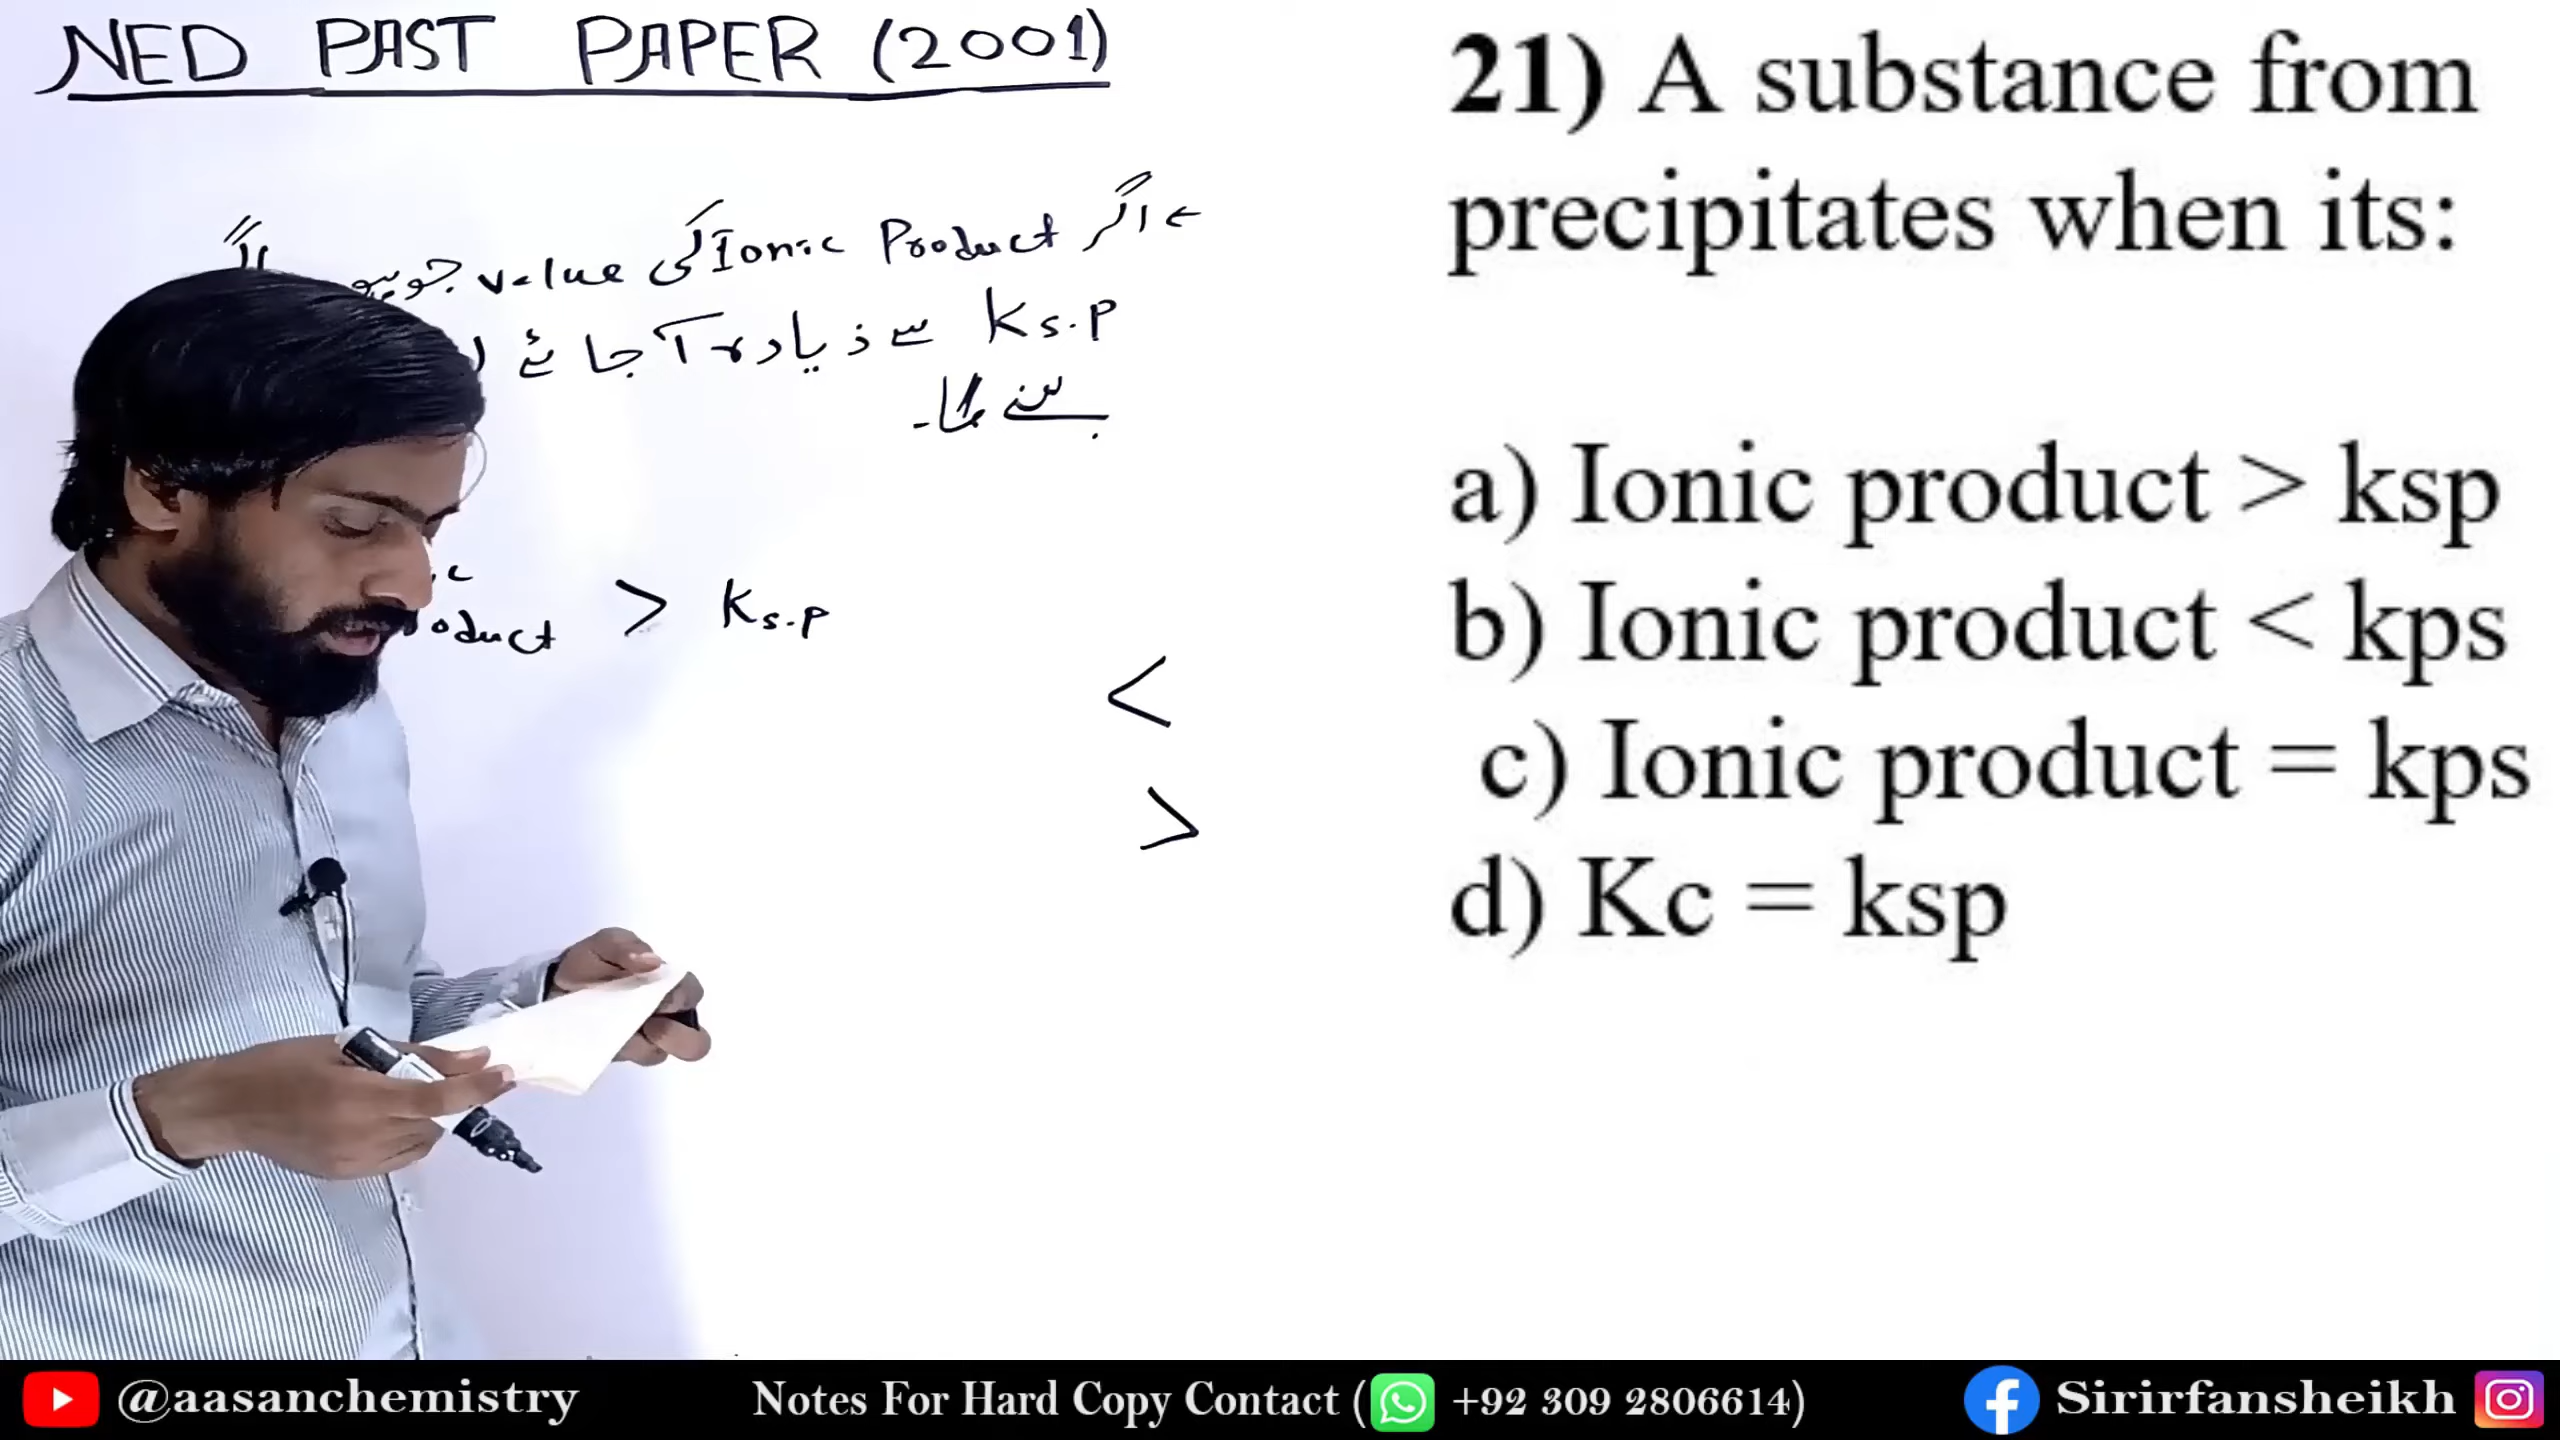 NED PAST PAPER (2001)
← اگر Ionic Product کی value جو ہو
Ks.p سے زیادہ آجائے
بنے گا۔
oduct > Ks.p
<
>
21) A substance from
precipitates when its:
a) Ionic product > ksp
b) Ionic product < kps
c) Ionic product = kps
d) Kc = ksp
@aasanchemistry Notes For Hard Copy Contact ( +92 309 2806614) Sirirfansheikh